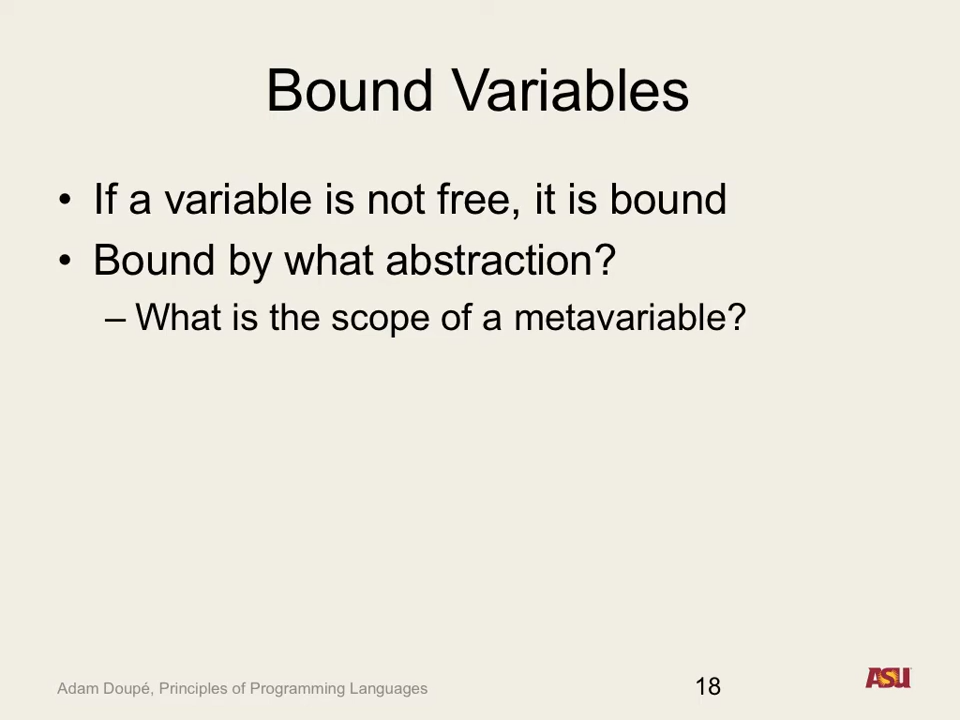 Bound Variables
• If a variable is not free, it is bound
• Bound by what abstraction?
– What is the scope of a metavariable?
Adam Doupé, Principles of Programming Languages
18
ASU